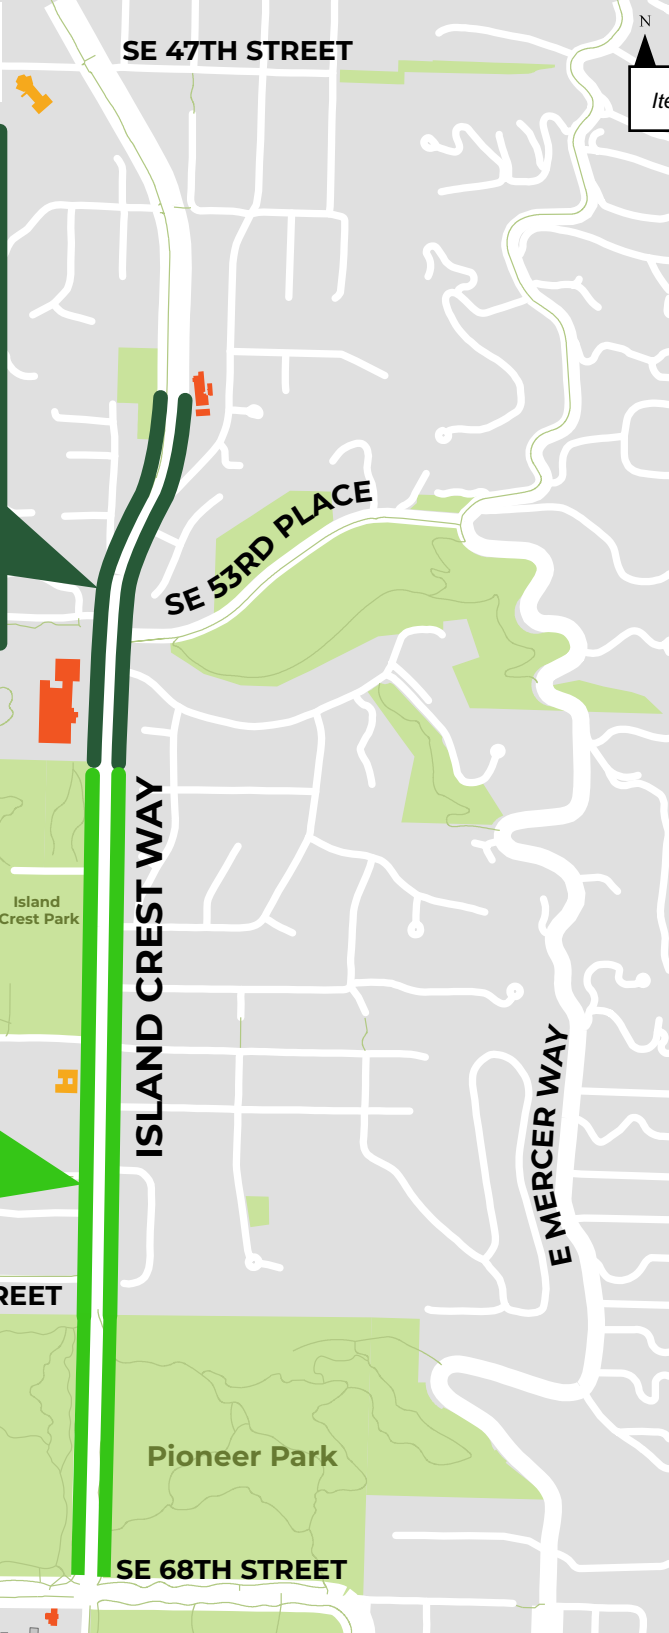 SE 47TH STREET
N
Ite
SE 53RD PLACE
Island
Crest Park
ISLAND CREST WAY
E MERCER WAY
REET
Pioneer Park
SE 68TH STREET